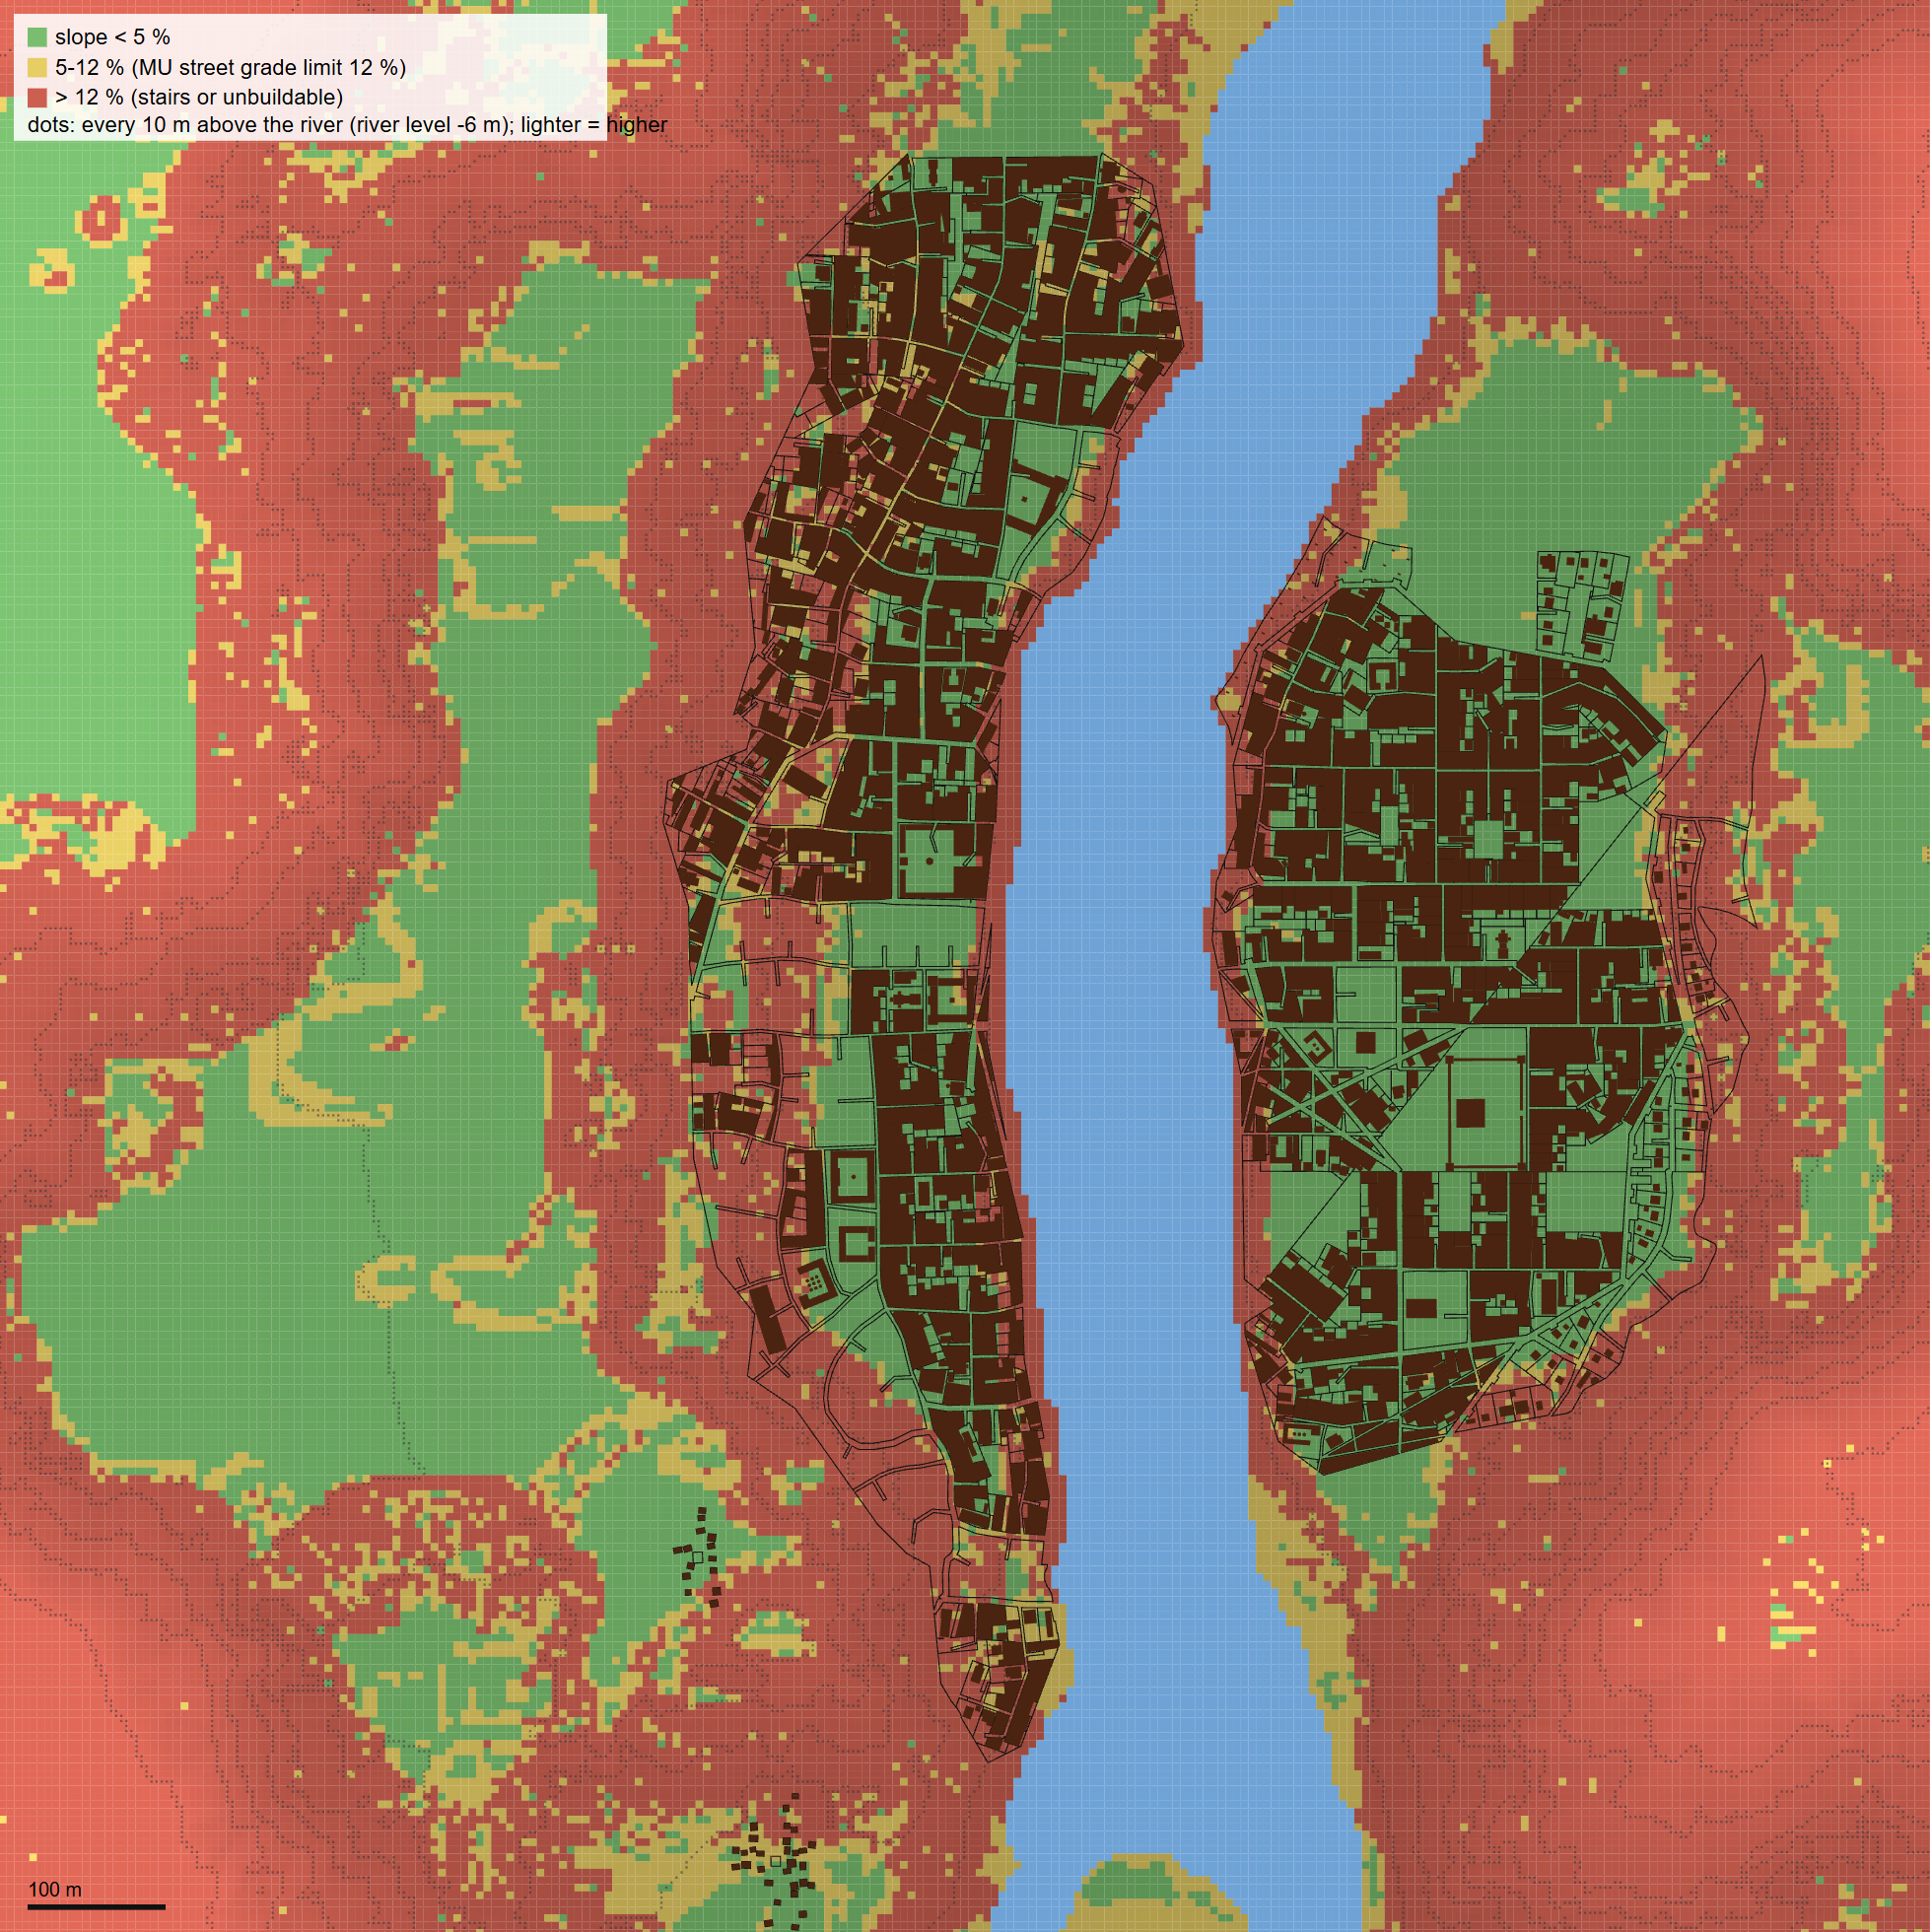 slope < 5 %
5-12 % (MU street grade limit 12 %)
> 12 % (stairs or unbuildable)
dots: every 10 m above the river (river level -6 m); lighter = higher
100 m